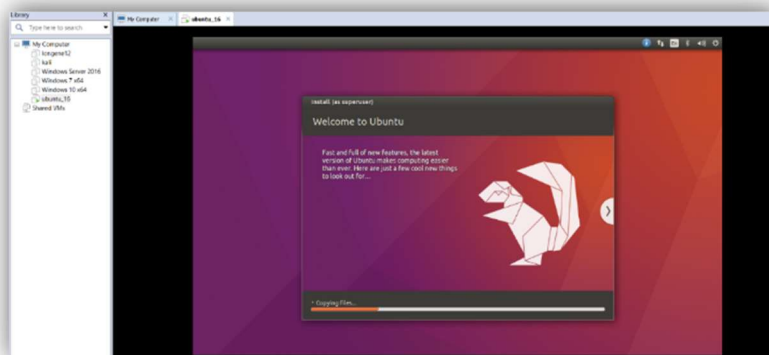 Library
My Computer
ubuntu_16
Type here to search
My Computer
longene12
kali
Windows Server 2016
Windows 7 x64
Windows 10 x64
ubuntu_16
Shared VMs
Install (as superuser)
Welcome to Ubuntu
Fast and full of new features, the latest
version of Ubuntu makes computing easier
than ever. Here are just a few cool new things
to look out for...
Copying files...